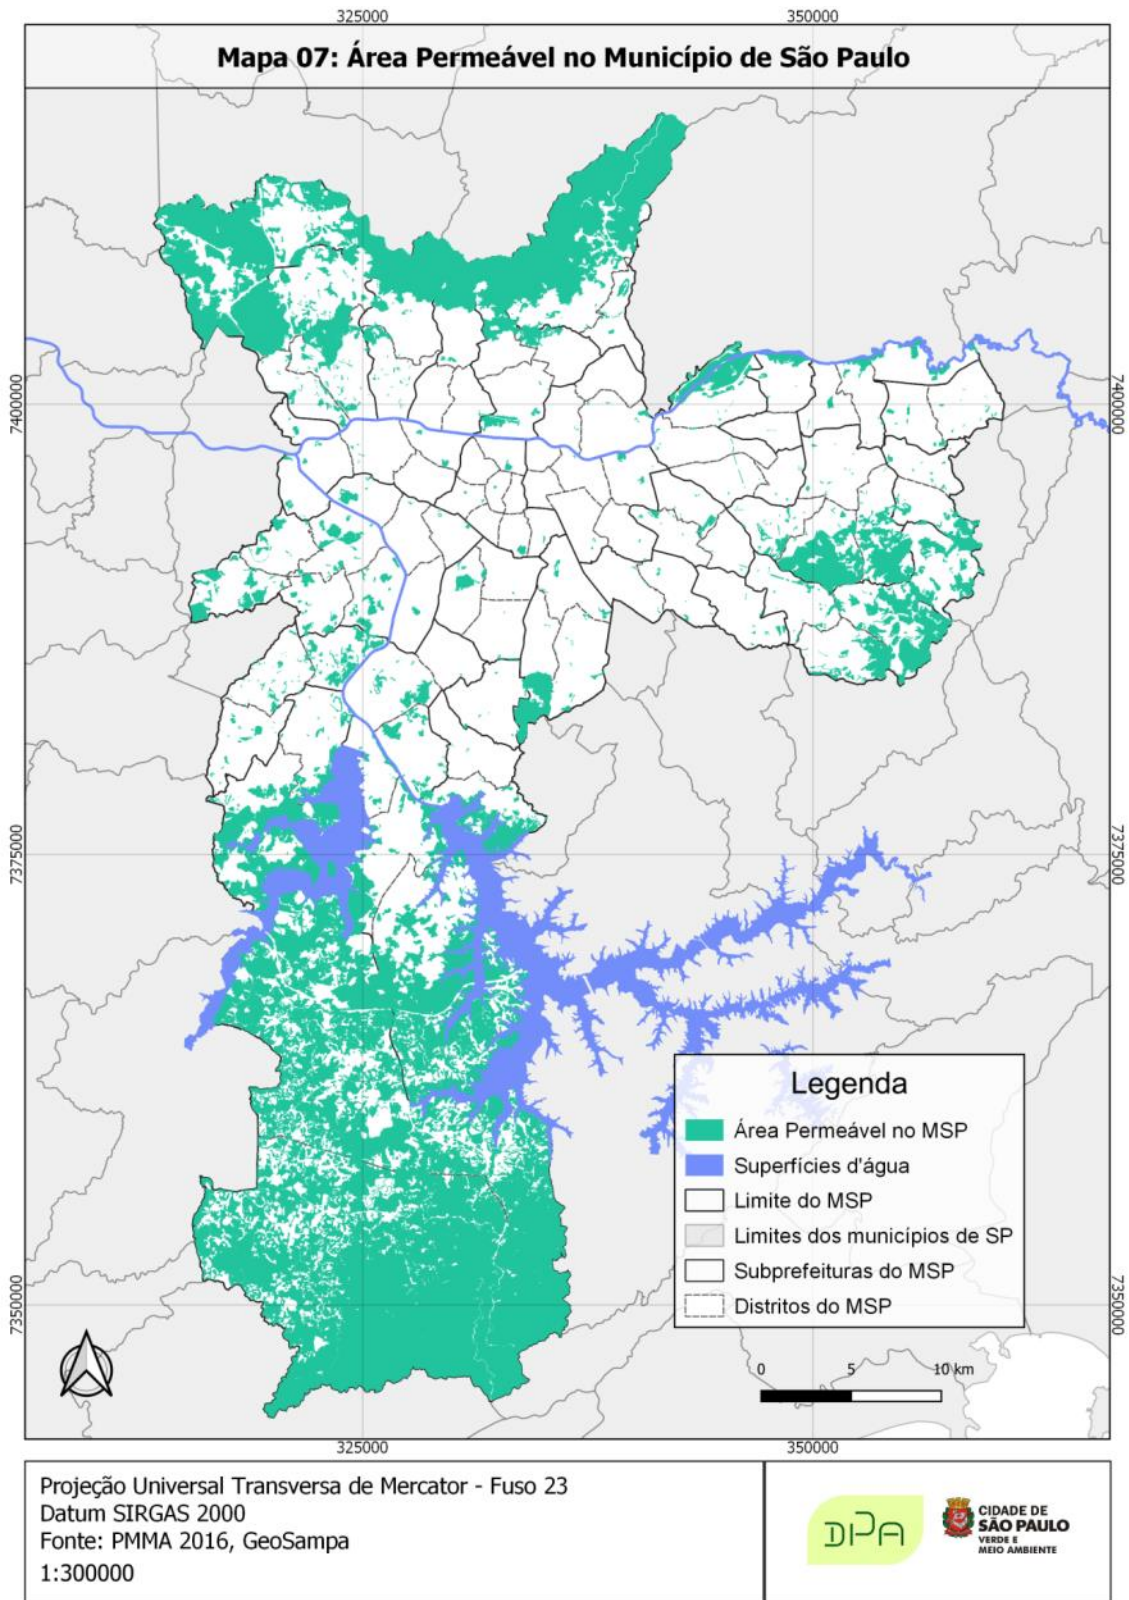 325000
350000
Mapa 07: Área Permeável no Município de São Paulo
7400000
7400000
7375000
7375000
Legenda
Área Permeável no MSP
Superfícies d'água
Limite do MSP
Limites dos municípios de SP
Subprefeituras do MSP
Distritos do MSP
7350000
7350000
0
5
10 km
325000
350000
Projeção Universal Transversa de Mercator - Fuso 23
Datum SIRGAS 2000
Fonte: PMMA 2016, GeoSampa
1:300000
DPA
CIDADE DE
SÃO PAULO
VERDE E
MEIO AMBIENTE